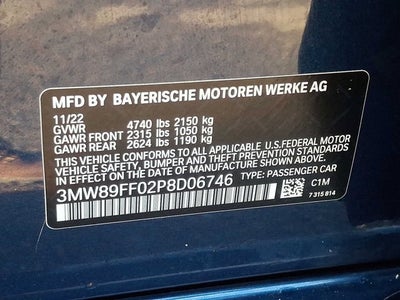 MFD BY BAYERISCHE MOTOREN WERKE AG
11/22
GVWR 4740 lbs 2150 kg
GAWR FRONT 2315 lbs 1050 kg
GAWR REAR 2624 lbs 1190 kg
THIS VEHICLE CONFORMS TO ALL APPLICABLE U.S.FEDERAL MOTOR
VEHICLE SAFETY, BUMPER, AND THEFT PREVENTION STANDARDS
IN EFFECT ON THE DATE OF MANUFACTURE SHOWN ABOVE.
3MW89FF02P8D06746 TYPE: PASSENGER CAR
C1M
7 315 814